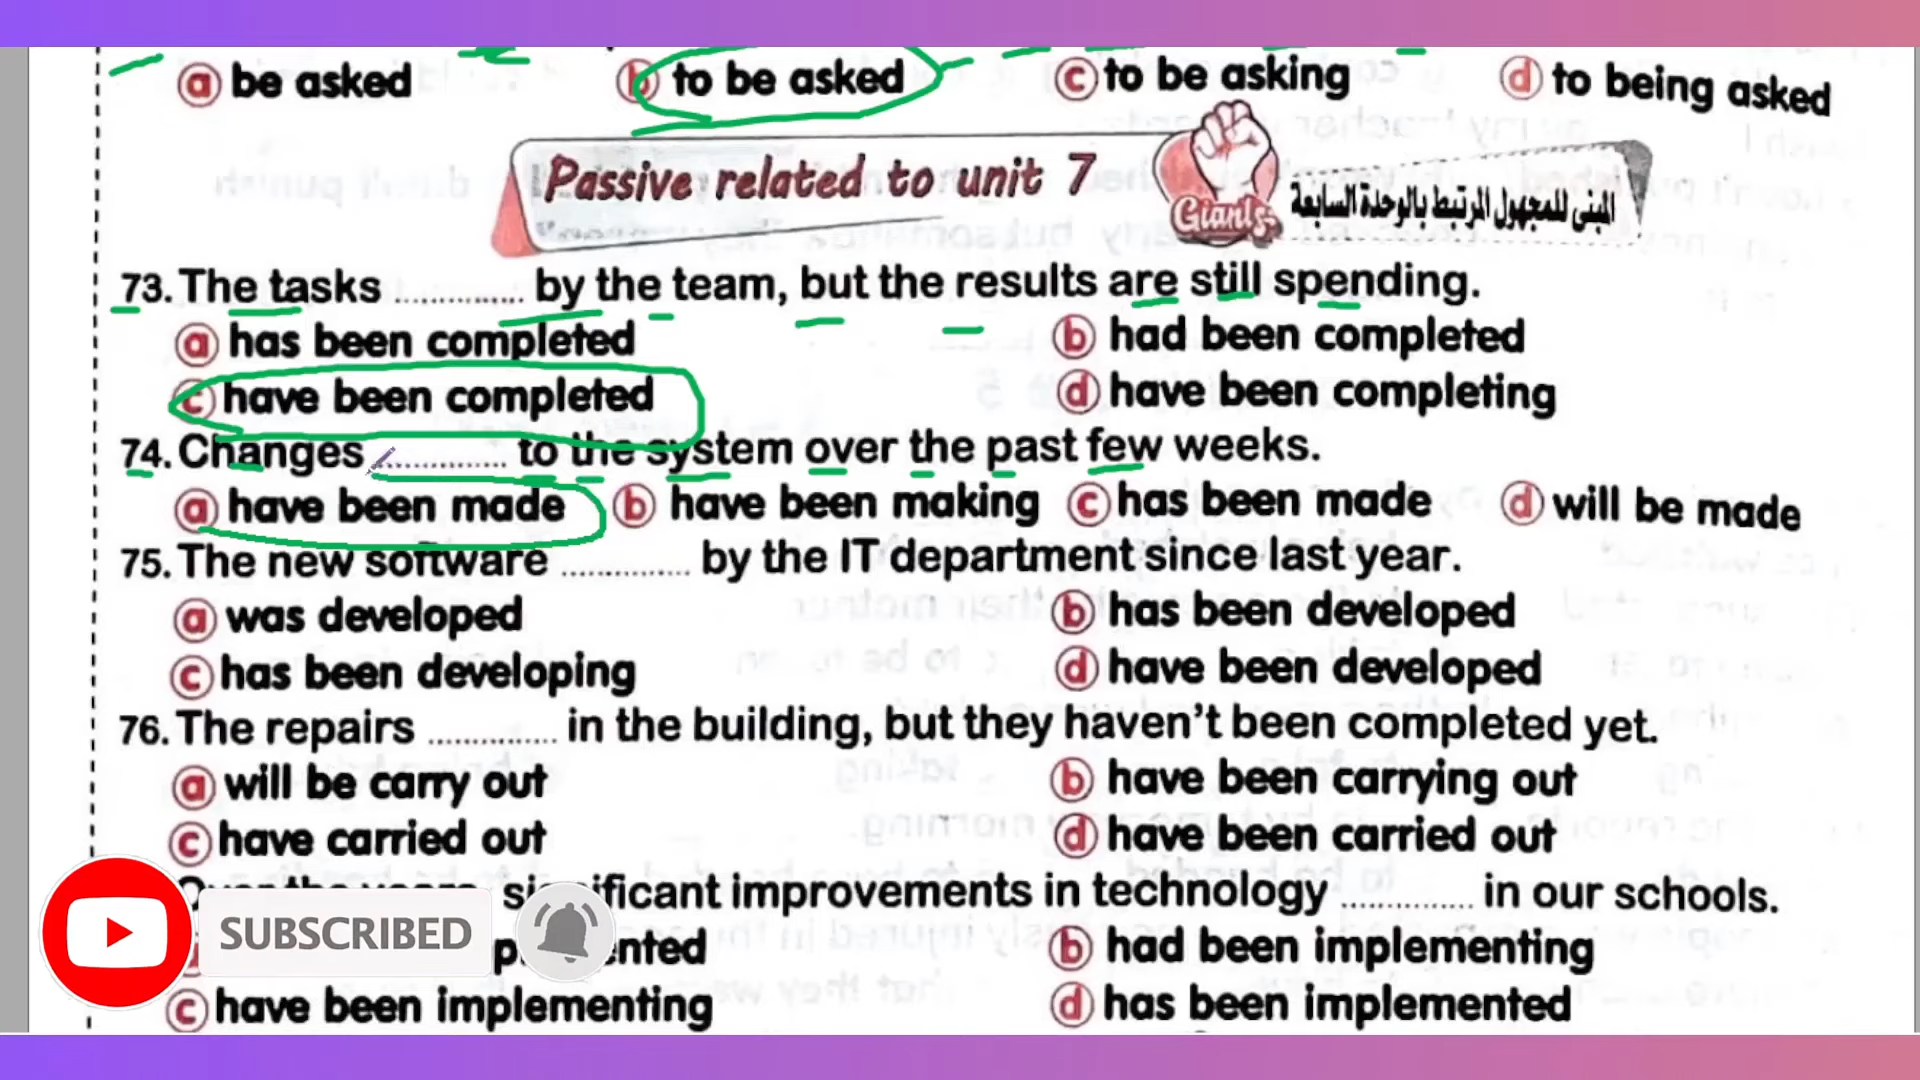 a be asked b to be asked c to be asking d to being asked
Passive related to unit 7 Giants المبنى للمجهول المرتبط بالوحدة السابعة
73. The tasks .............. by the team, but the results are still spending.
a has been completed b had been completed
c have been completed d have been completing
74. Changes .............. to the system over the past few weeks.
a have been made b have been making c has been made d will be made
75. The new software .............. by the IT department since last year.
a was developed b has been developed
c has been developing d have been developed
76. The repairs .............. in the building, but they haven't been completed yet.
a will be carry out b have been carrying out
c have carried out d have been carried out
significant improvements in technology .............. in our schools.
SUBSCRIBED
b had been implementing
c have been implementing d has been implemented